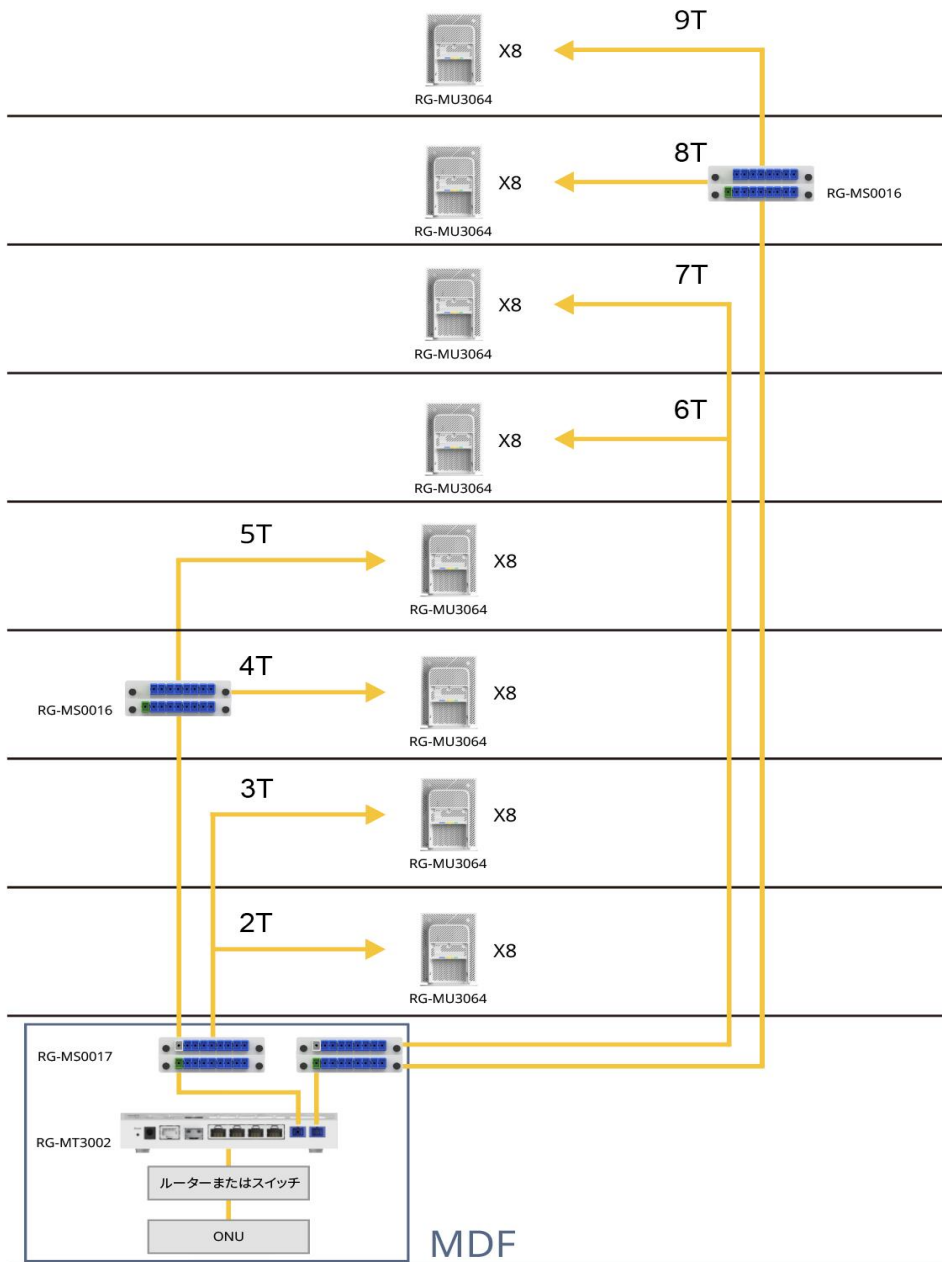 9T
X8
RG-MU3064
8T
X8
RG-MS0016
RG-MU3064
7T
X8
RG-MU3064
6T
X8
RG-MU3064
5T
X8
RG-MU3064
4T
X8
RG-MS0016
RG-MU3064
3T
X8
RG-MU3064
2T
X8
RG-MU3064
RG-MS0017
RG-MT3002
ルーターまたはスイッチ
ONU
MDF